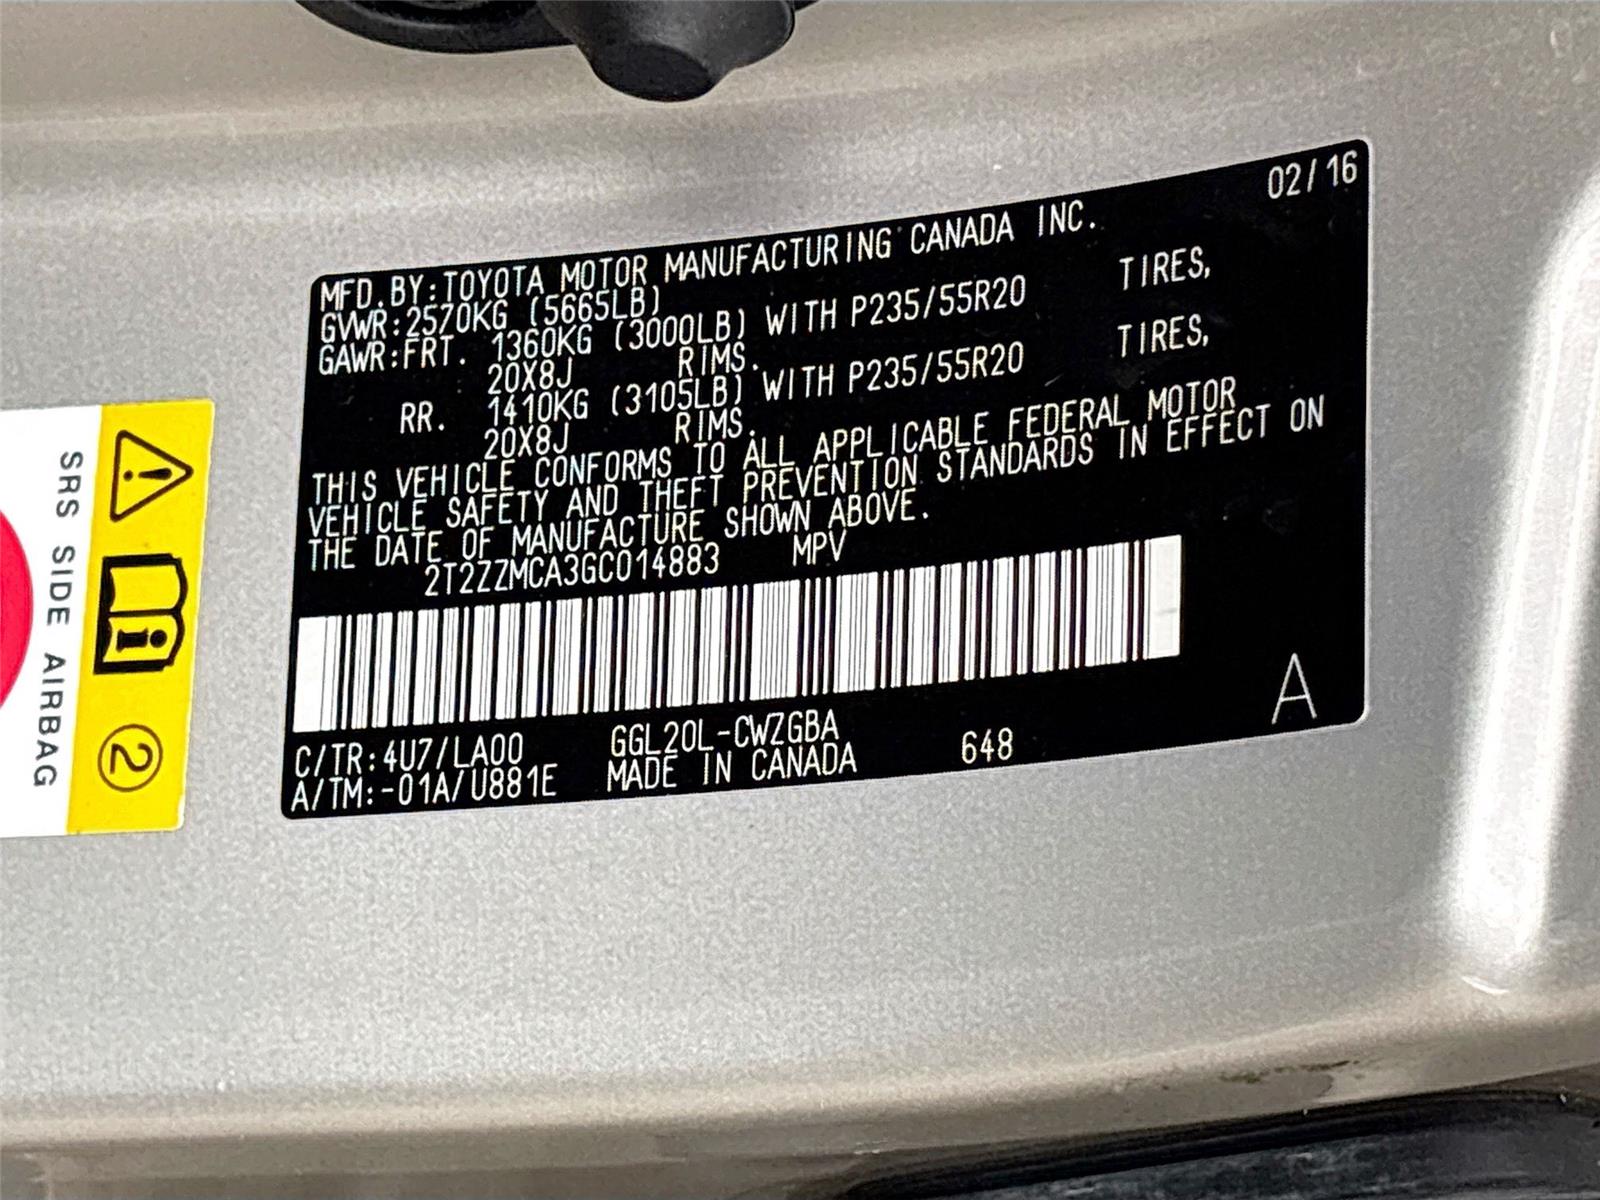 02/16
MFD.BY:TOYOTA MOTOR MANUFACTURING CANADA INC.
GVWR:2570KG (5665LB)
GAWR:FRT. 1360KG (3000LB) WITH P235/55R20 TIRES,
20X8J RIMS.
RR. 1410KG (3105LB) WITH P235/55R20 TIRES,
20X8J RIMS.
THIS VEHICLE CONFORMS TO ALL APPLICABLE FEDERAL MOTOR
VEHICLE SAFETY AND THEFT PREVENTION STANDARDS IN EFFECT ON
THE DATE OF MANUFACTURE SHOWN ABOVE.
2T2ZZMCA3GC014883 MPV
A
C/TR:4U7/LA00 GGL20L-CWZGBA
A/TM:-01A/U881E MADE IN CANADA 648
SRS SIDE AIRBAG
2